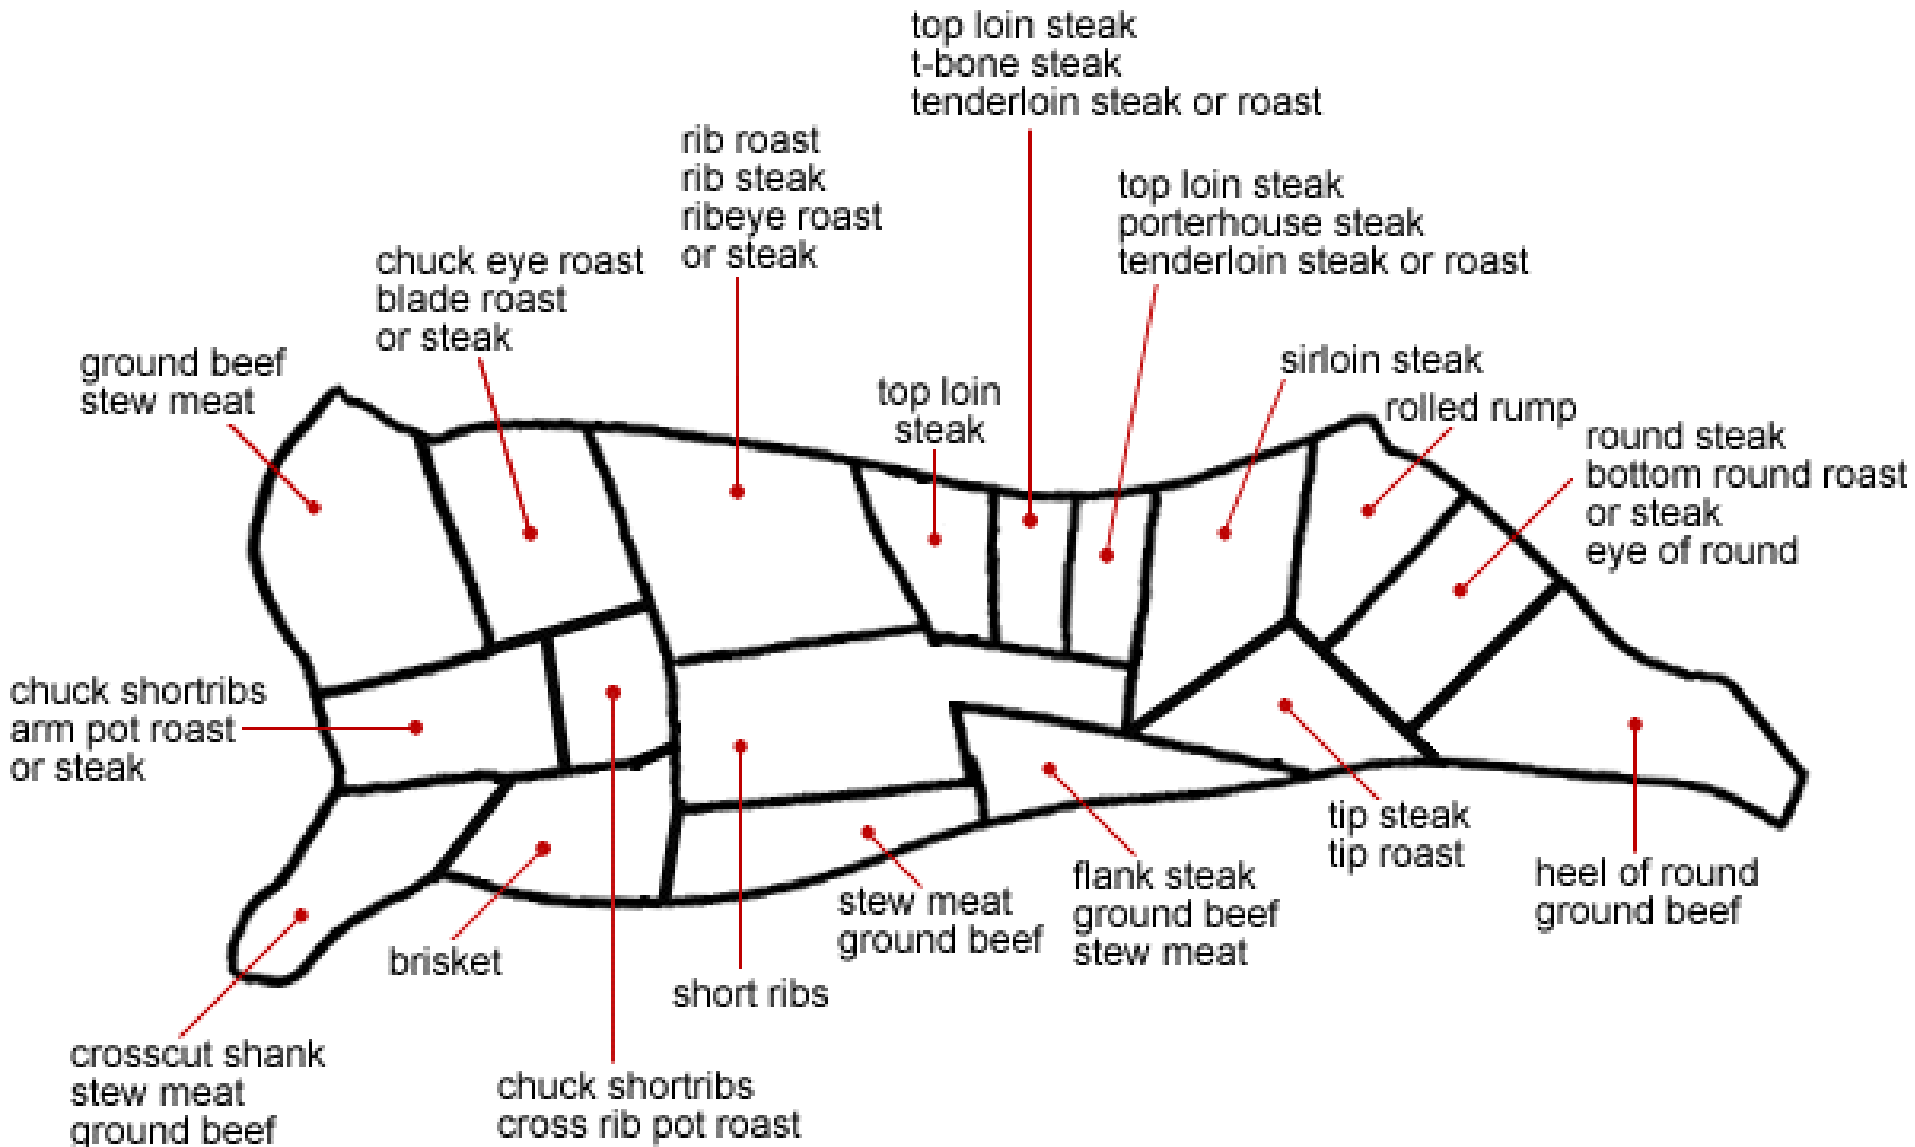 top loin steak
t-bone steak
tenderloin steak or roast
rib roast
rib steak
ribeye roast
or steak
top loin steak
porterhouse steak
tenderloin steak or roast
chuck eye roast
blade roast
or steak
ground beef
stew meat
top loin
steak
sirloin steak
rolled rump
round steak
bottom round roast
or steak
eye of round
chuck shortribs
arm pot roast
or steak
tip steak
tip roast
heel of round
ground beef
flank steak
ground beef
stew meat
stew meat
ground beef
brisket
short ribs
crosscut shank
stew meat
ground beef
chuck shortribs
cross rib pot roast